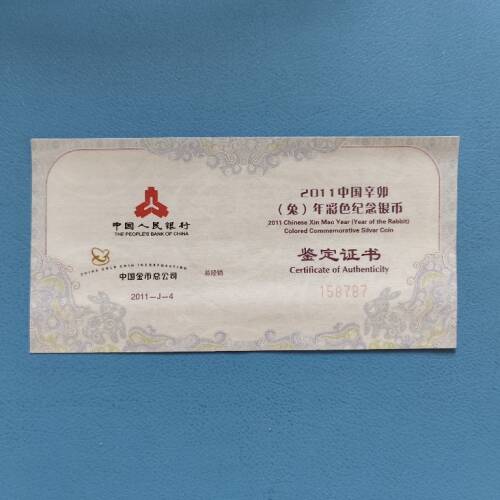 中国人民银行
THE PEOPLE'S BANK OF CHINA
CHINA GOLD COIN INCORPORATION
中国金币总公司
总经销
2011-J-4
2011中国辛卯
(兔)年彩色纪念银币
2011 Chinese Xin Mao Year (Year of the Rabbit)
Colored Commemorative Silver Coin
鉴定证书
Certificate of Authenticity
158787